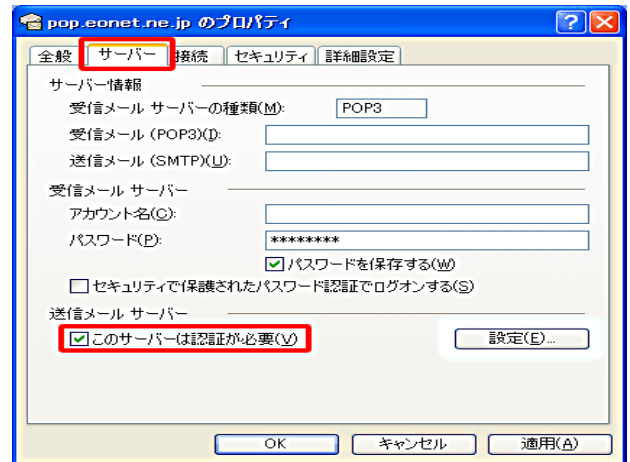 pop.eonet.ne.jp のプロパティ
全般 サーバー 接続 セキュリティ 詳細設定
サーバー情報
受信メール サーバーの種類(M): POP3
受信メール (POP3)(I):
送信メール (SMTP)(U):
受信メール サーバー
アカウント名(C):
パスワード(P): ********
パスワードを保存する(W)
セキュリティで保護されたパスワード認証でログオンする(S)
送信メール サーバー
このサーバーは認証が必要(V) 設定(E)...
OK キャンセル 適用(A)